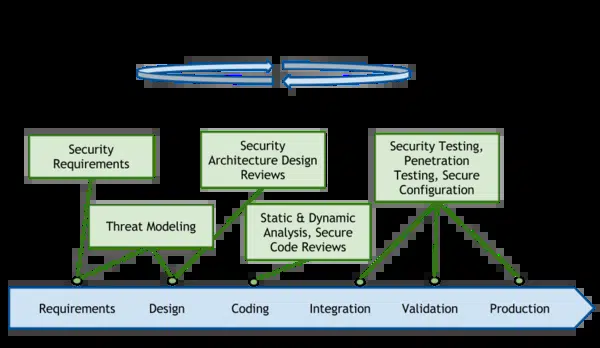 Security
Requirements
Security
Architecture Design
Reviews
Security Testing,
Penetration
Testing, Secure
Configuration
Threat Modeling
Static & Dynamic
Analysis, Secure
Code Reviews
Requirements Design Coding Integration Validation Production